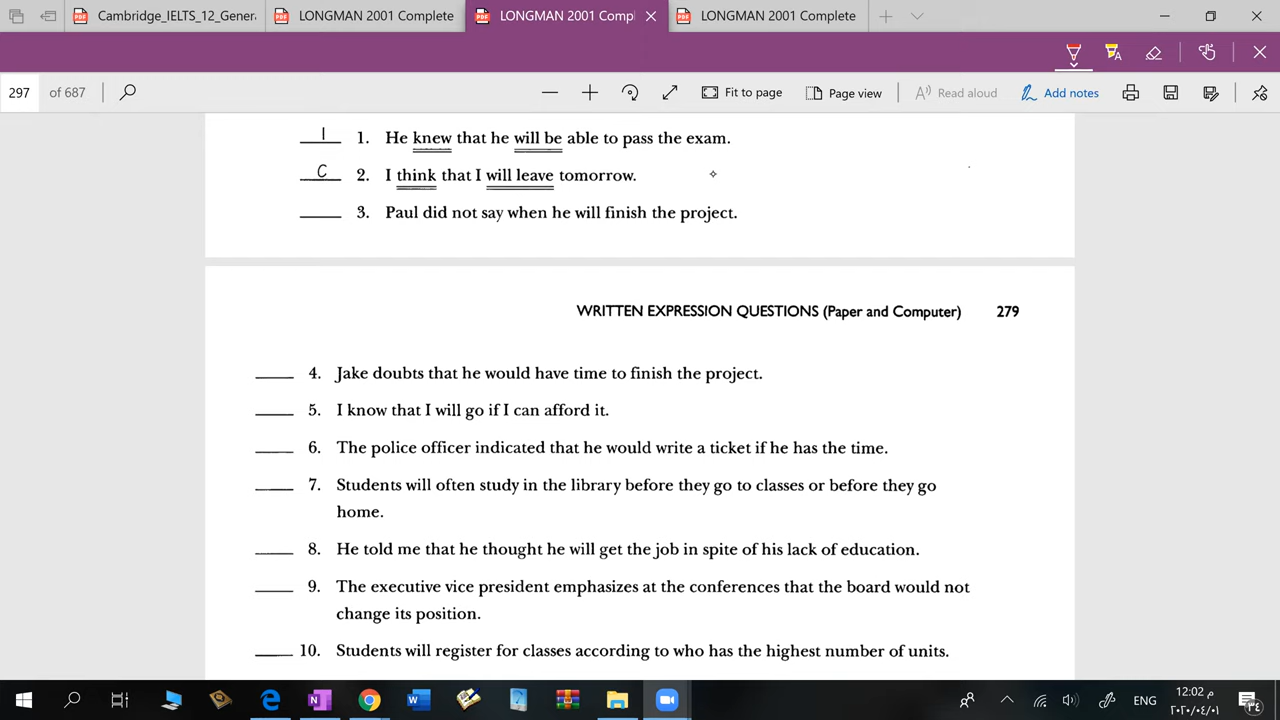 Cambridge_IELTS_12_Genera
LONGMAN 2001 Complete
LONGMAN 2001 Compl
LONGMAN 2001 Complete
297 of 687
Fit to page
Page view
Read aloud
Add notes
I 1. He knew that he will be able to pass the exam.
C 2. I think that I will leave tomorrow.
3. Paul did not say when he will finish the project.
WRITTEN EXPRESSION QUESTIONS (Paper and Computer) 279
4. Jake doubts that he would have time to finish the project.
5. I know that I will go if I can afford it.
6. The police officer indicated that he would write a ticket if he has the time.
7. Students will often study in the library before they go to classes or before they go
home.
8. He told me that he thought he will get the job in spite of his lack of education.
9. The executive vice president emphasizes at the conferences that the board would not
change its position.
10. Students will register for classes according to who has the highest number of units.
ENG
12:02 م
٢٠٢٠/٠٤/٠١
٣٤